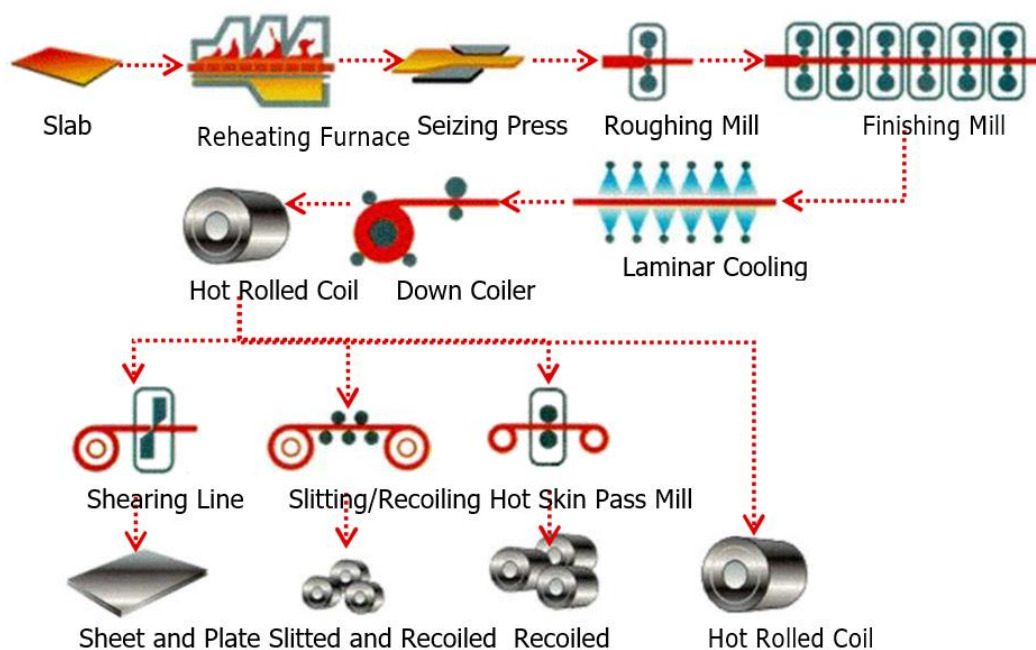 Slab
Reheating Furnace
Seizing Press
Roughing Mill
Finishing Mill
Hot Rolled Coil
Down Coiler
Laminar Cooling
Shearing Line
Slitting/Recoiling
Hot Skin Pass Mill
Sheet and Plate
Slitted and Recoiled
Recoiled
Hot Rolled Coil